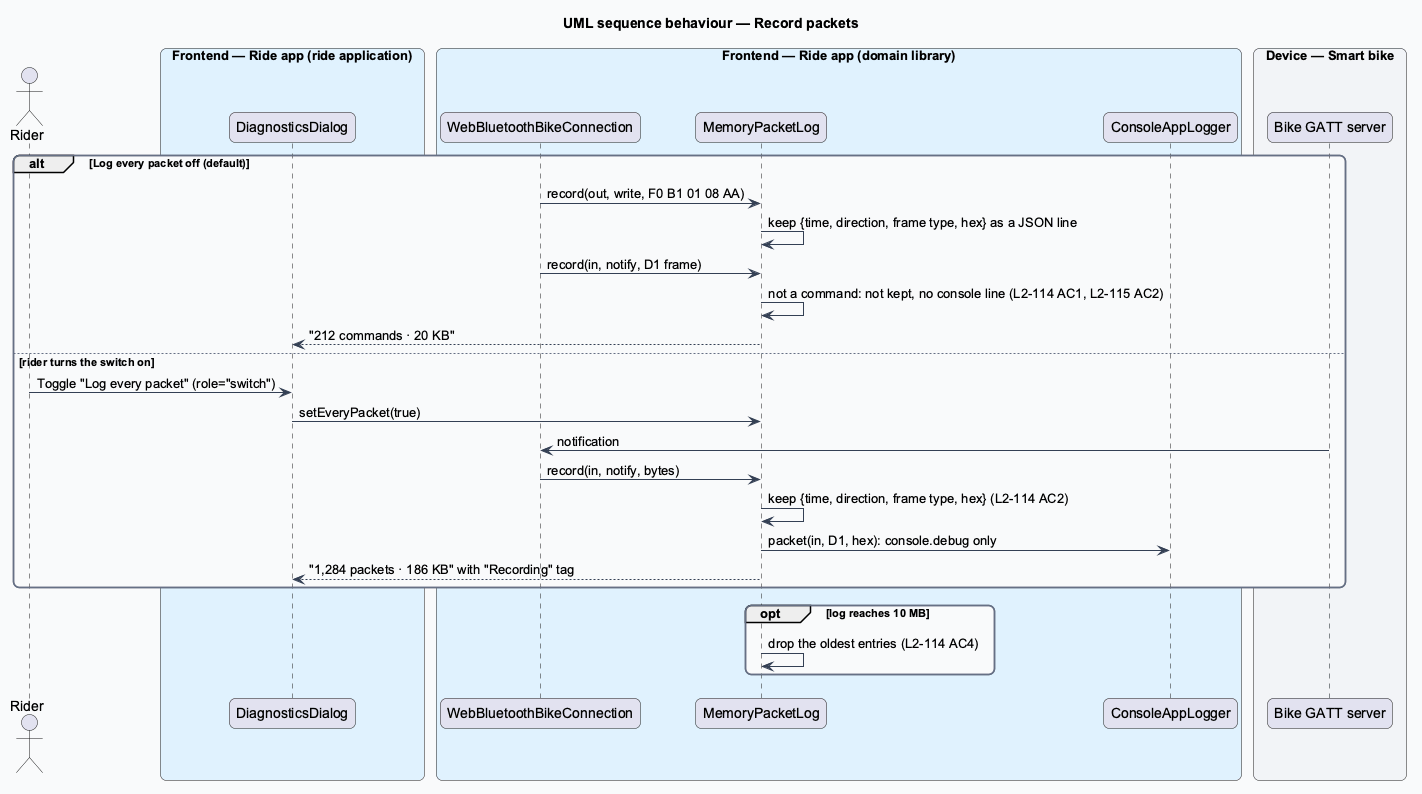 UML sequence behaviour — Record packets
Frontend — Ride app (ride application)
Frontend — Ride app (domain library)
Device — Smart bike
Rider
DiagnosticsDialog
WebBluetoothBikeConnection
MemoryPacketLog
ConsoleAppLogger
Bike GATT server
alt
[Log every packet off (default)]
record(out, write, F0 B1 01 08 AA)
keep {time, direction, frame type, hex} as a JSON line
record(in, notify, D1 frame)
not a command: not kept, no console line (L2-114 AC1, L2-115 AC2)
"212 commands · 20 KB"
[rider turns the switch on]
Toggle "Log every packet" (role="switch")
setEveryPacket(true)
notification
record(in, notify, bytes)
keep {time, direction, frame type, hex} (L2-114 AC2)
packet(in, D1, hex): console.debug only
"1,284 packets · 186 KB" with "Recording" tag
opt
[log reaches 10 MB]
drop the oldest entries (L2-114 AC4)
Rider
DiagnosticsDialog
WebBluetoothBikeConnection
MemoryPacketLog
ConsoleAppLogger
Bike GATT server